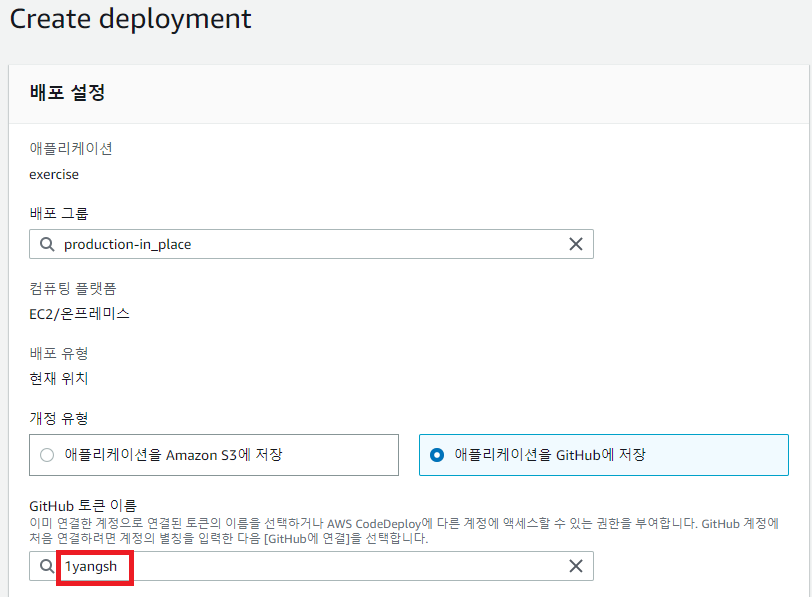 Create deployment
배포 설정
애플리케이션
exercise
배포 그룹
production-in_place
컴퓨팅 플랫폼
EC2/온프레미스
배포 유형
현재 위치
개정 유형
애플리케이션을 Amazon S3에 저장
애플리케이션을 GitHub에 저장
GitHub 토큰 이름
이미 연결한 계정으로 연결된 토큰의 이름을 선택하거나 AWS CodeDeploy에 다른 계정에 액세스할 수 있는 권한을 부여합니다. GitHub 계정에
처음 연결하려면 계정의 별칭을 입력한 다음 [GitHub에 연결]을 선택합니다.
1yangsh